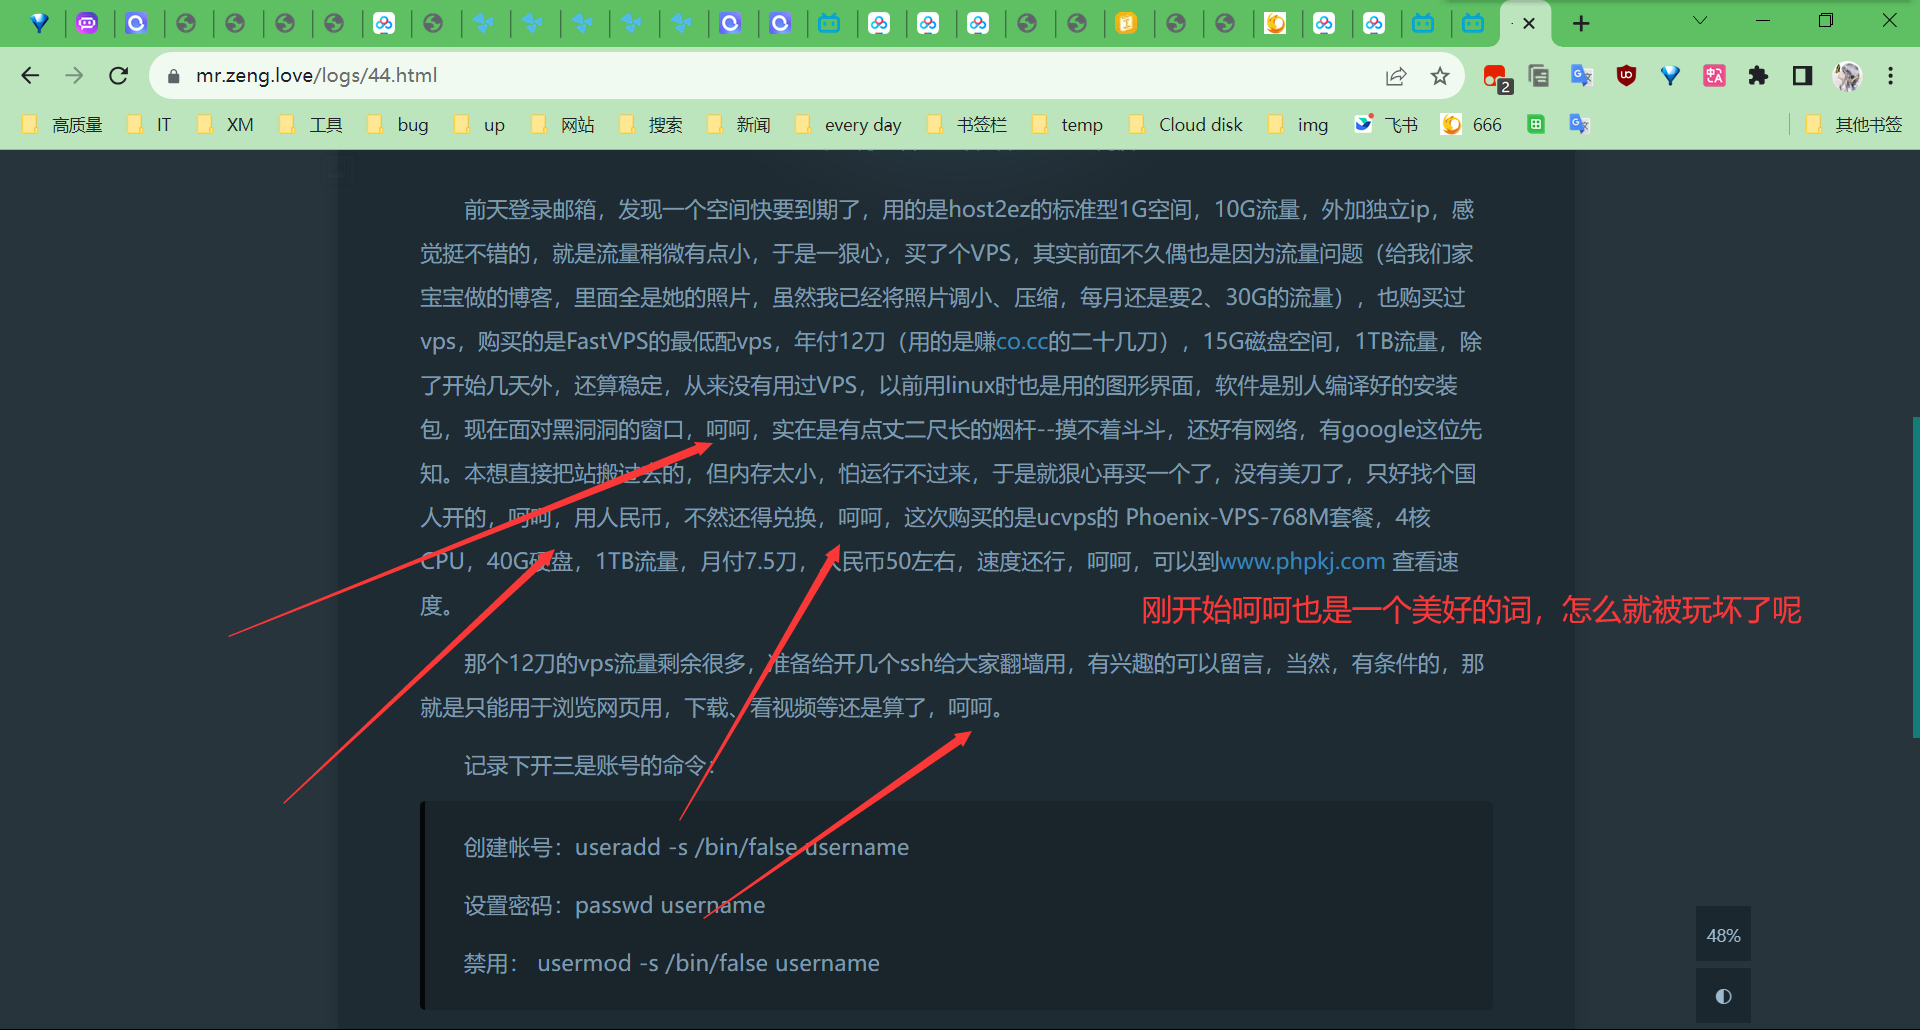 mr.zeng.love/logs/44.html
2
高质量 IT XM 工具 bug up 网站 搜索 新闻 every day 书签栏 temp Cloud disk img 飞书 666 其他书签
前天登录邮箱，发现一个空间快要到期了，用的是host2ez的标准型1G空间，10G流量，外加独立ip，感
觉挺不错的，就是流量稍微有点小，于是一狠心，买了个VPS，其实前面不久偶也是因为流量问题（给我们家
宝宝做的博客，里面全是她的照片，虽然我已经将照片调小、压缩，每月还是要2、30G的流量），也购买过
vps，购买的是FastVPS的最低配vps，年付12刀（用的是赚co.cc的二十几刀），15G磁盘空间，1TB流量，除
了开始几天外，还算稳定，从来没有用过VPS，以前用linux时也是用的图形界面，软件是别人编译好的安装
包，现在面对黑洞洞的窗口，呵呵，实在是有点丈二尺长的烟杆--摸不着斗斗，还好有网络，有google这位先
知。本想直接把站搬过去的，但内存太小，怕运行不过来，于是就狠心再买一个了，没有美刀了，只好找个国
人开的，呵呵，用人民币，不然还得兑换，呵呵，这次购买的是ucvps的 Phoenix-VPS-768M套餐，4核
CPU，40G硬盘，1TB流量，月付7.5刀，人民币50左右，速度还行，呵呵，可以到www.phpkj.com 查看速
度。
刚开始呵呵也是一个美好的词，怎么就被玩坏了呢
那个12刀的vps流量剩余很多，准备给开几个ssh给大家翻墙用，有兴趣的可以留言，当然，有条件的，那
就是只能用于浏览网页用，下载、看视频等还是算了，呵呵。
记录下开三是账号的命令：
创建帐号：useradd -s /bin/false username
设置密码：passwd username
禁用： usermod -s /bin/false username
48%